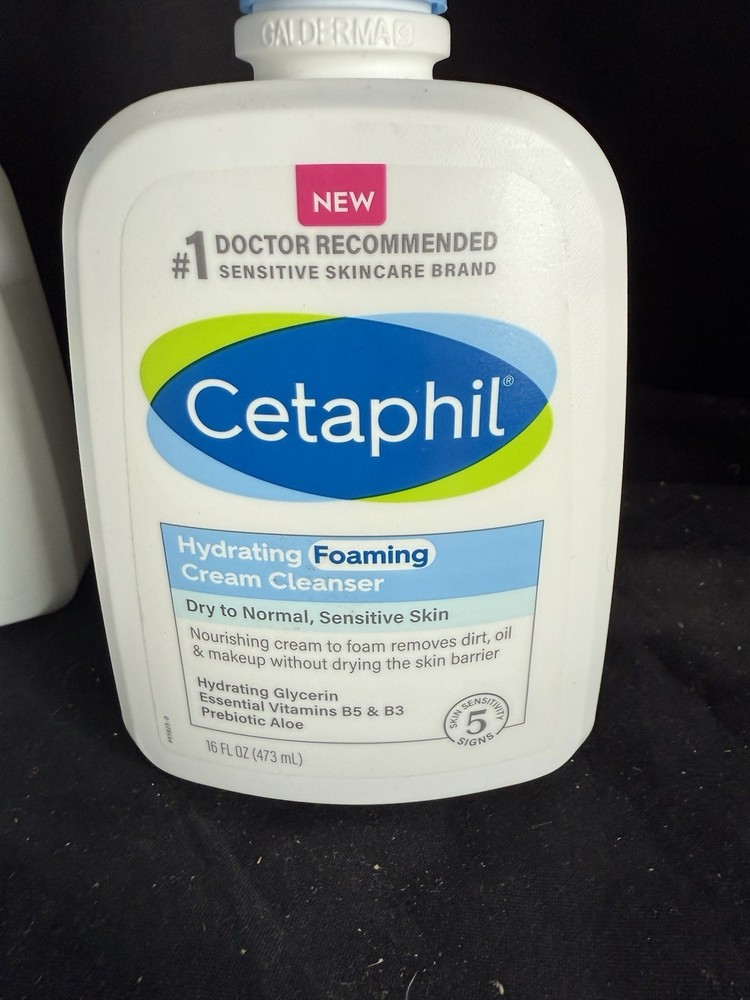 GALDERMA
NEW
#1 DOCTOR RECOMMENDED
SENSITIVE SKINCARE BRAND
Cetaphil®
Hydrating Foaming
Cream Cleanser
Dry to Normal, Sensitive Skin
Nourishing cream to foam removes dirt, oil
& makeup without drying the skin barrier
Hydrating Glycerin
Essential Vitamins B5 & B3
Prebiotic Aloe
SKIN SENSITIVITY
5
SIGNS
16 FL OZ (473 mL)